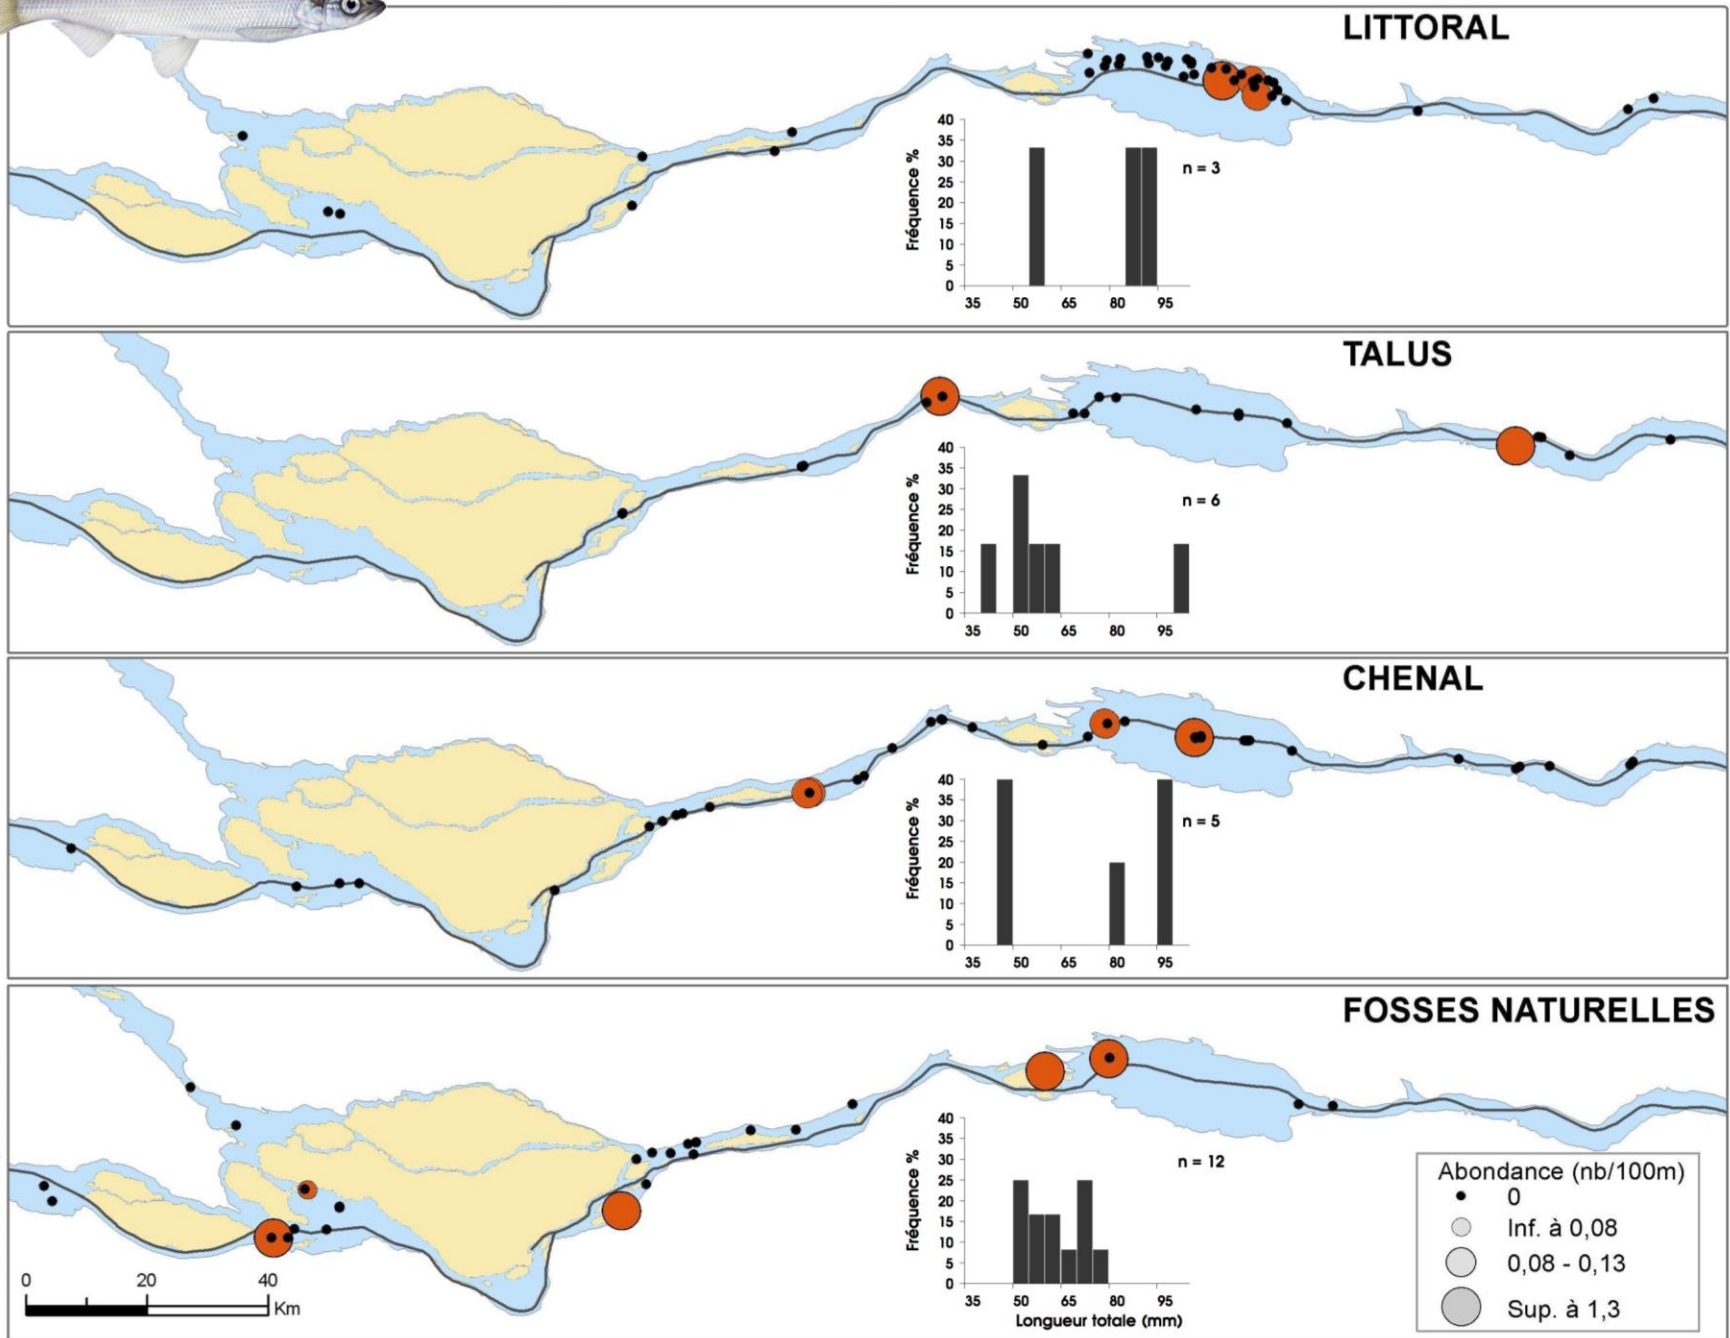 LITTORAL
40
35
30
25
20
15
10
5
0
Fréquence %
n = 3
35 50 65 80 95
TALUS
40
35
30
25
20
15
10
5
0
Fréquence %
n = 6
35 50 65 80 95
CHENAL
40
35
30
25
20
15
10
5
0
Fréquence %
n = 5
35 50 65 80 95
FOSSES NATURELLES
40
35
30
25
20
15
10
5
0
Fréquence %
n = 12
35 50 65 80 95
Longueur totale (mm)
0 20 40
Km
Abondance (nb/100m)
0
Inf. à 0,08
0,08 - 0,13
Sup. à 1,3